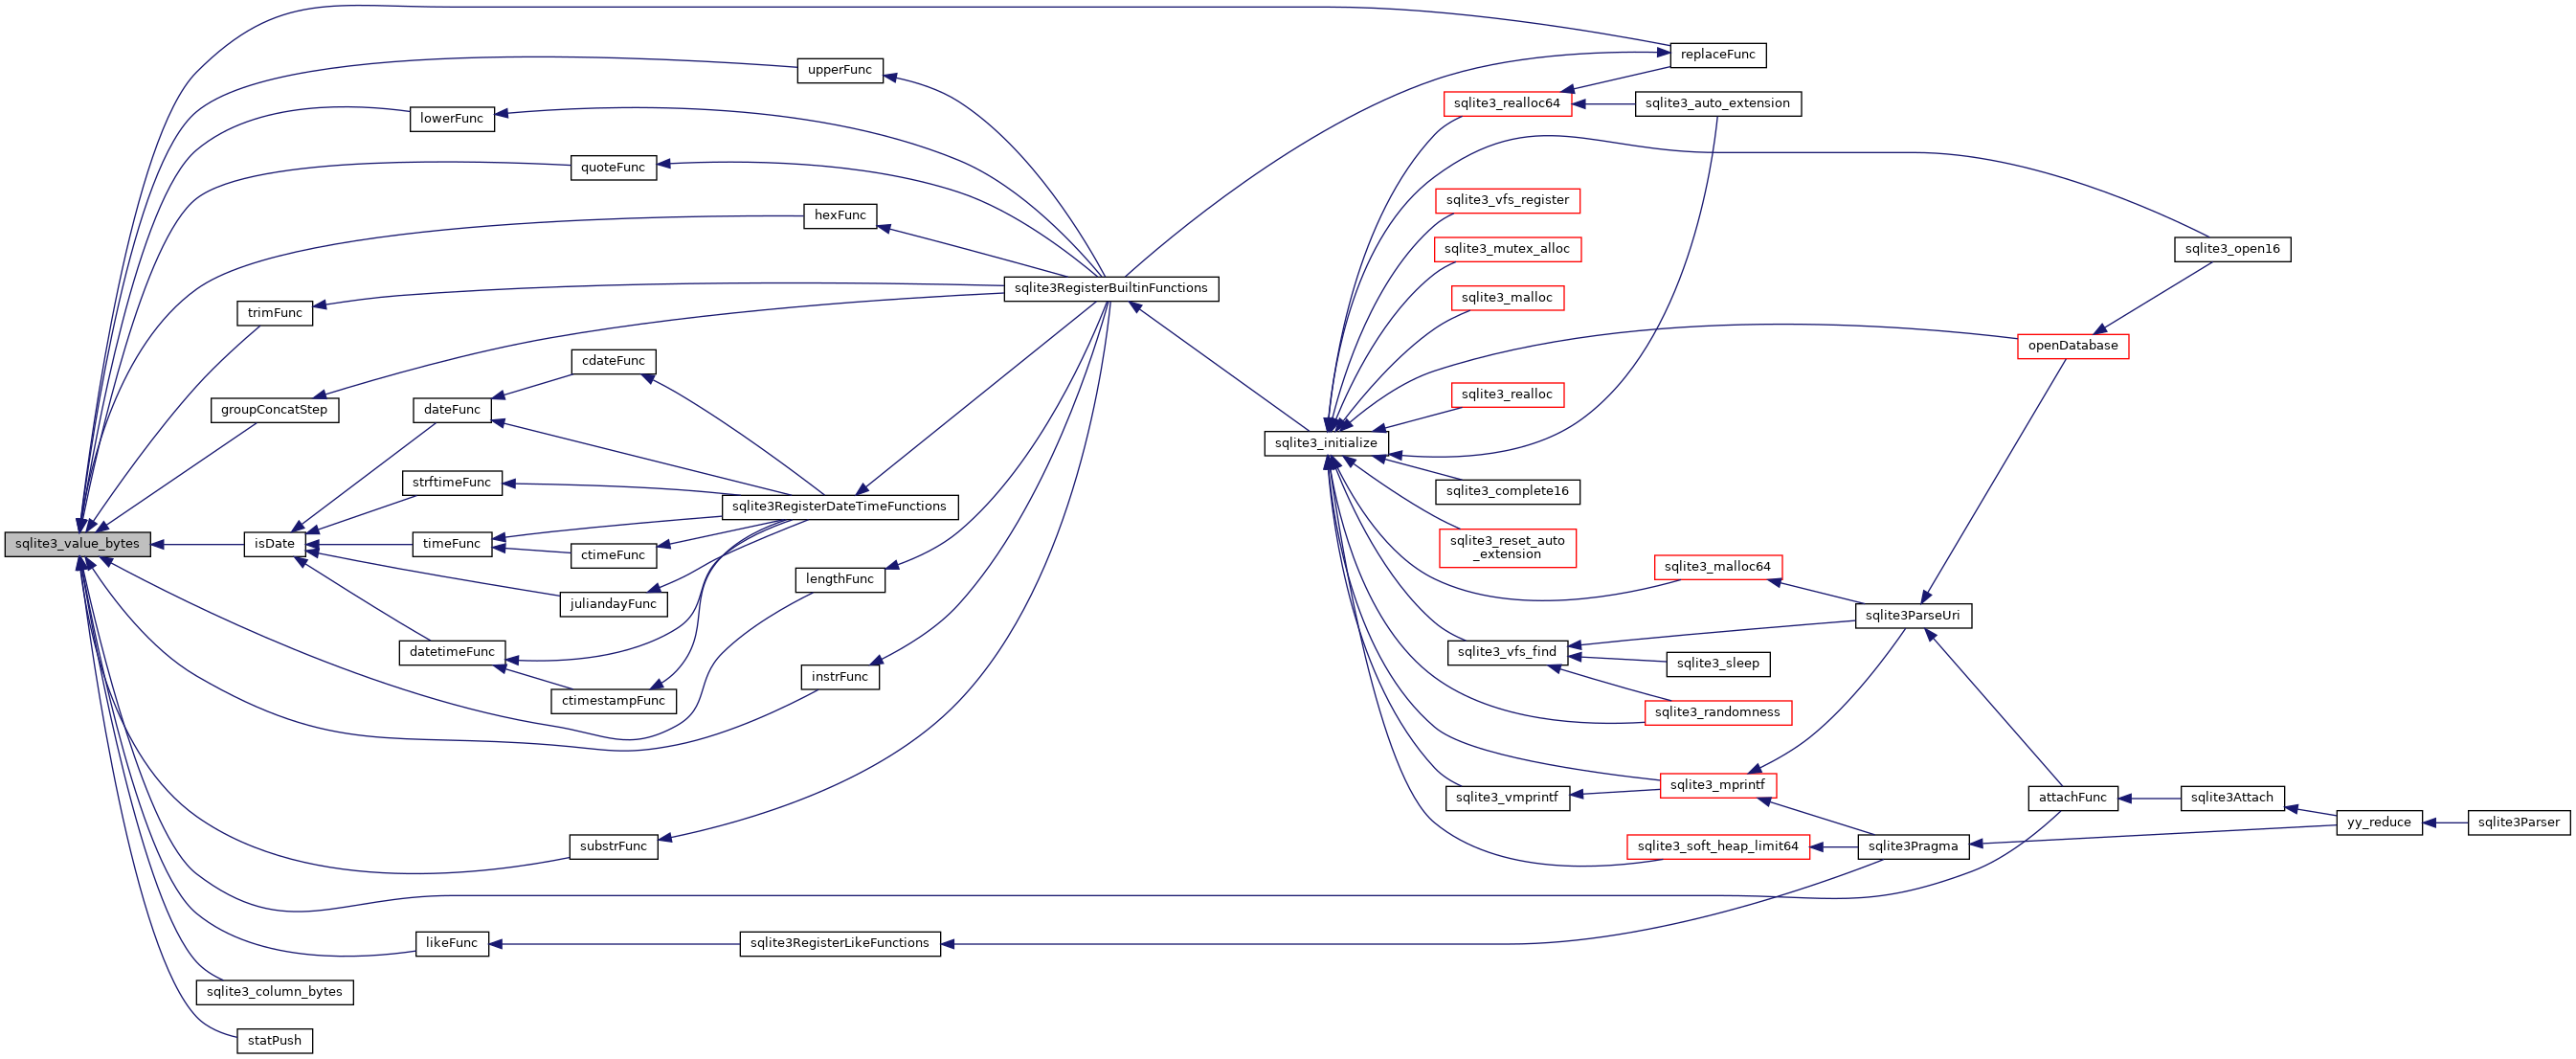 replaceFunc
upperFunc
sqlite3_realloc64
sqlite3_auto_extension
lowerFunc
quoteFunc
sqlite3_vfs_register
hexFunc
sqlite3_mutex_alloc
sqlite3_open16
sqlite3RegisterBuiltinFunctions
sqlite3_malloc
trimFunc
openDatabase
cdateFunc
sqlite3_realloc
groupConcatStep
dateFunc
sqlite3_initialize
strftimeFunc
sqlite3_complete16
sqlite3RegisterDateTimeFunctions
sqlite3_value_bytes
isDate
timeFunc
sqlite3_reset_auto
_extension
ctimeFunc
sqlite3_malloc64
lengthFunc
juliandayFunc
sqlite3ParseUri
datetimeFunc
sqlite3_vfs_find
sqlite3_sleep
instrFunc
ctimestampFunc
sqlite3_randomness
sqlite3_mprintf
sqlite3_vmprintf
attachFunc
sqlite3Attach
yy_reduce
sqlite3Parser
substrFunc
sqlite3_soft_heap_limit64
sqlite3Pragma
likeFunc
sqlite3RegisterLikeFunctions
sqlite3_column_bytes
statPush